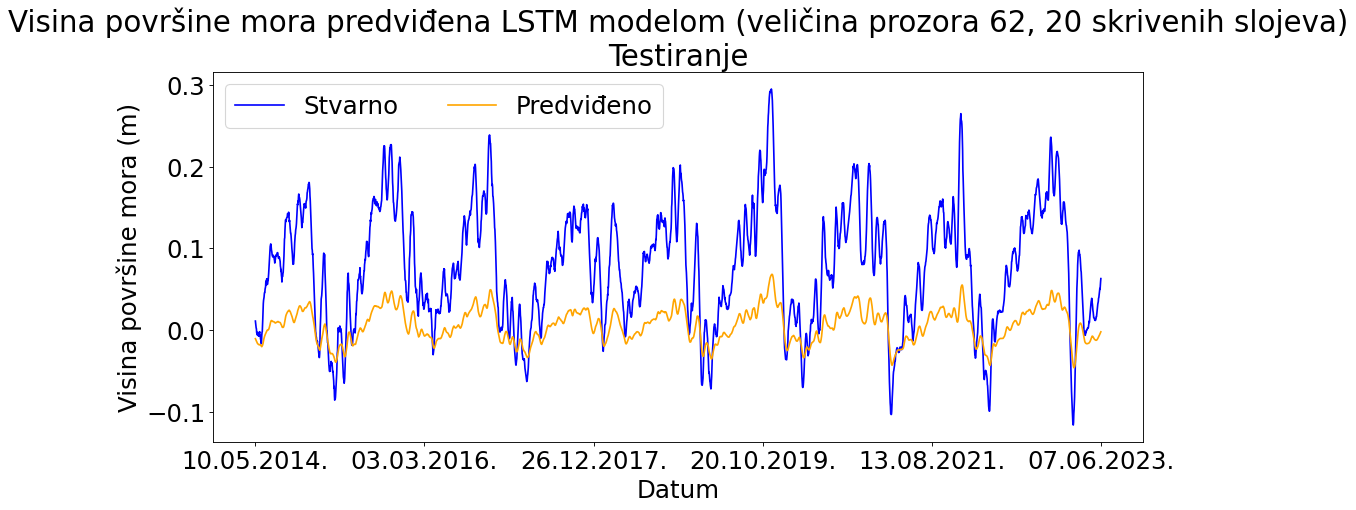 Visina površine mora predviđena LSTM modelom (veličina prozora 62, 20 skrivenih slojeva)
Testiranje
Stvarno Predviđeno
Visina površine mora (m)
0.3
0.2
0.1
0.0
−0.1
10.05.2014. 03.03.2016. 26.12.2017. 20.10.2019. 13.08.2021. 07.06.2023.
Datum